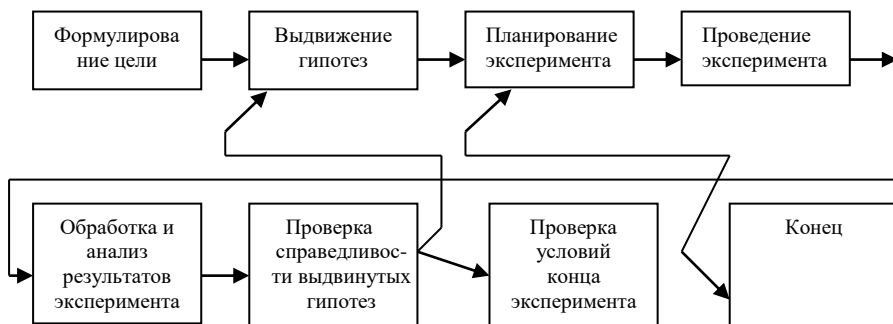 Формулирова
ние цели
Выдвижение
гипотез
Планирование
эксперимента
Проведение
эксперимента
Обработка и
анализ
результатов
эксперимента
Проверка
справедливос-
ти выдвинутых
гипотез
Проверка
условий
конца
эксперимента
Конец